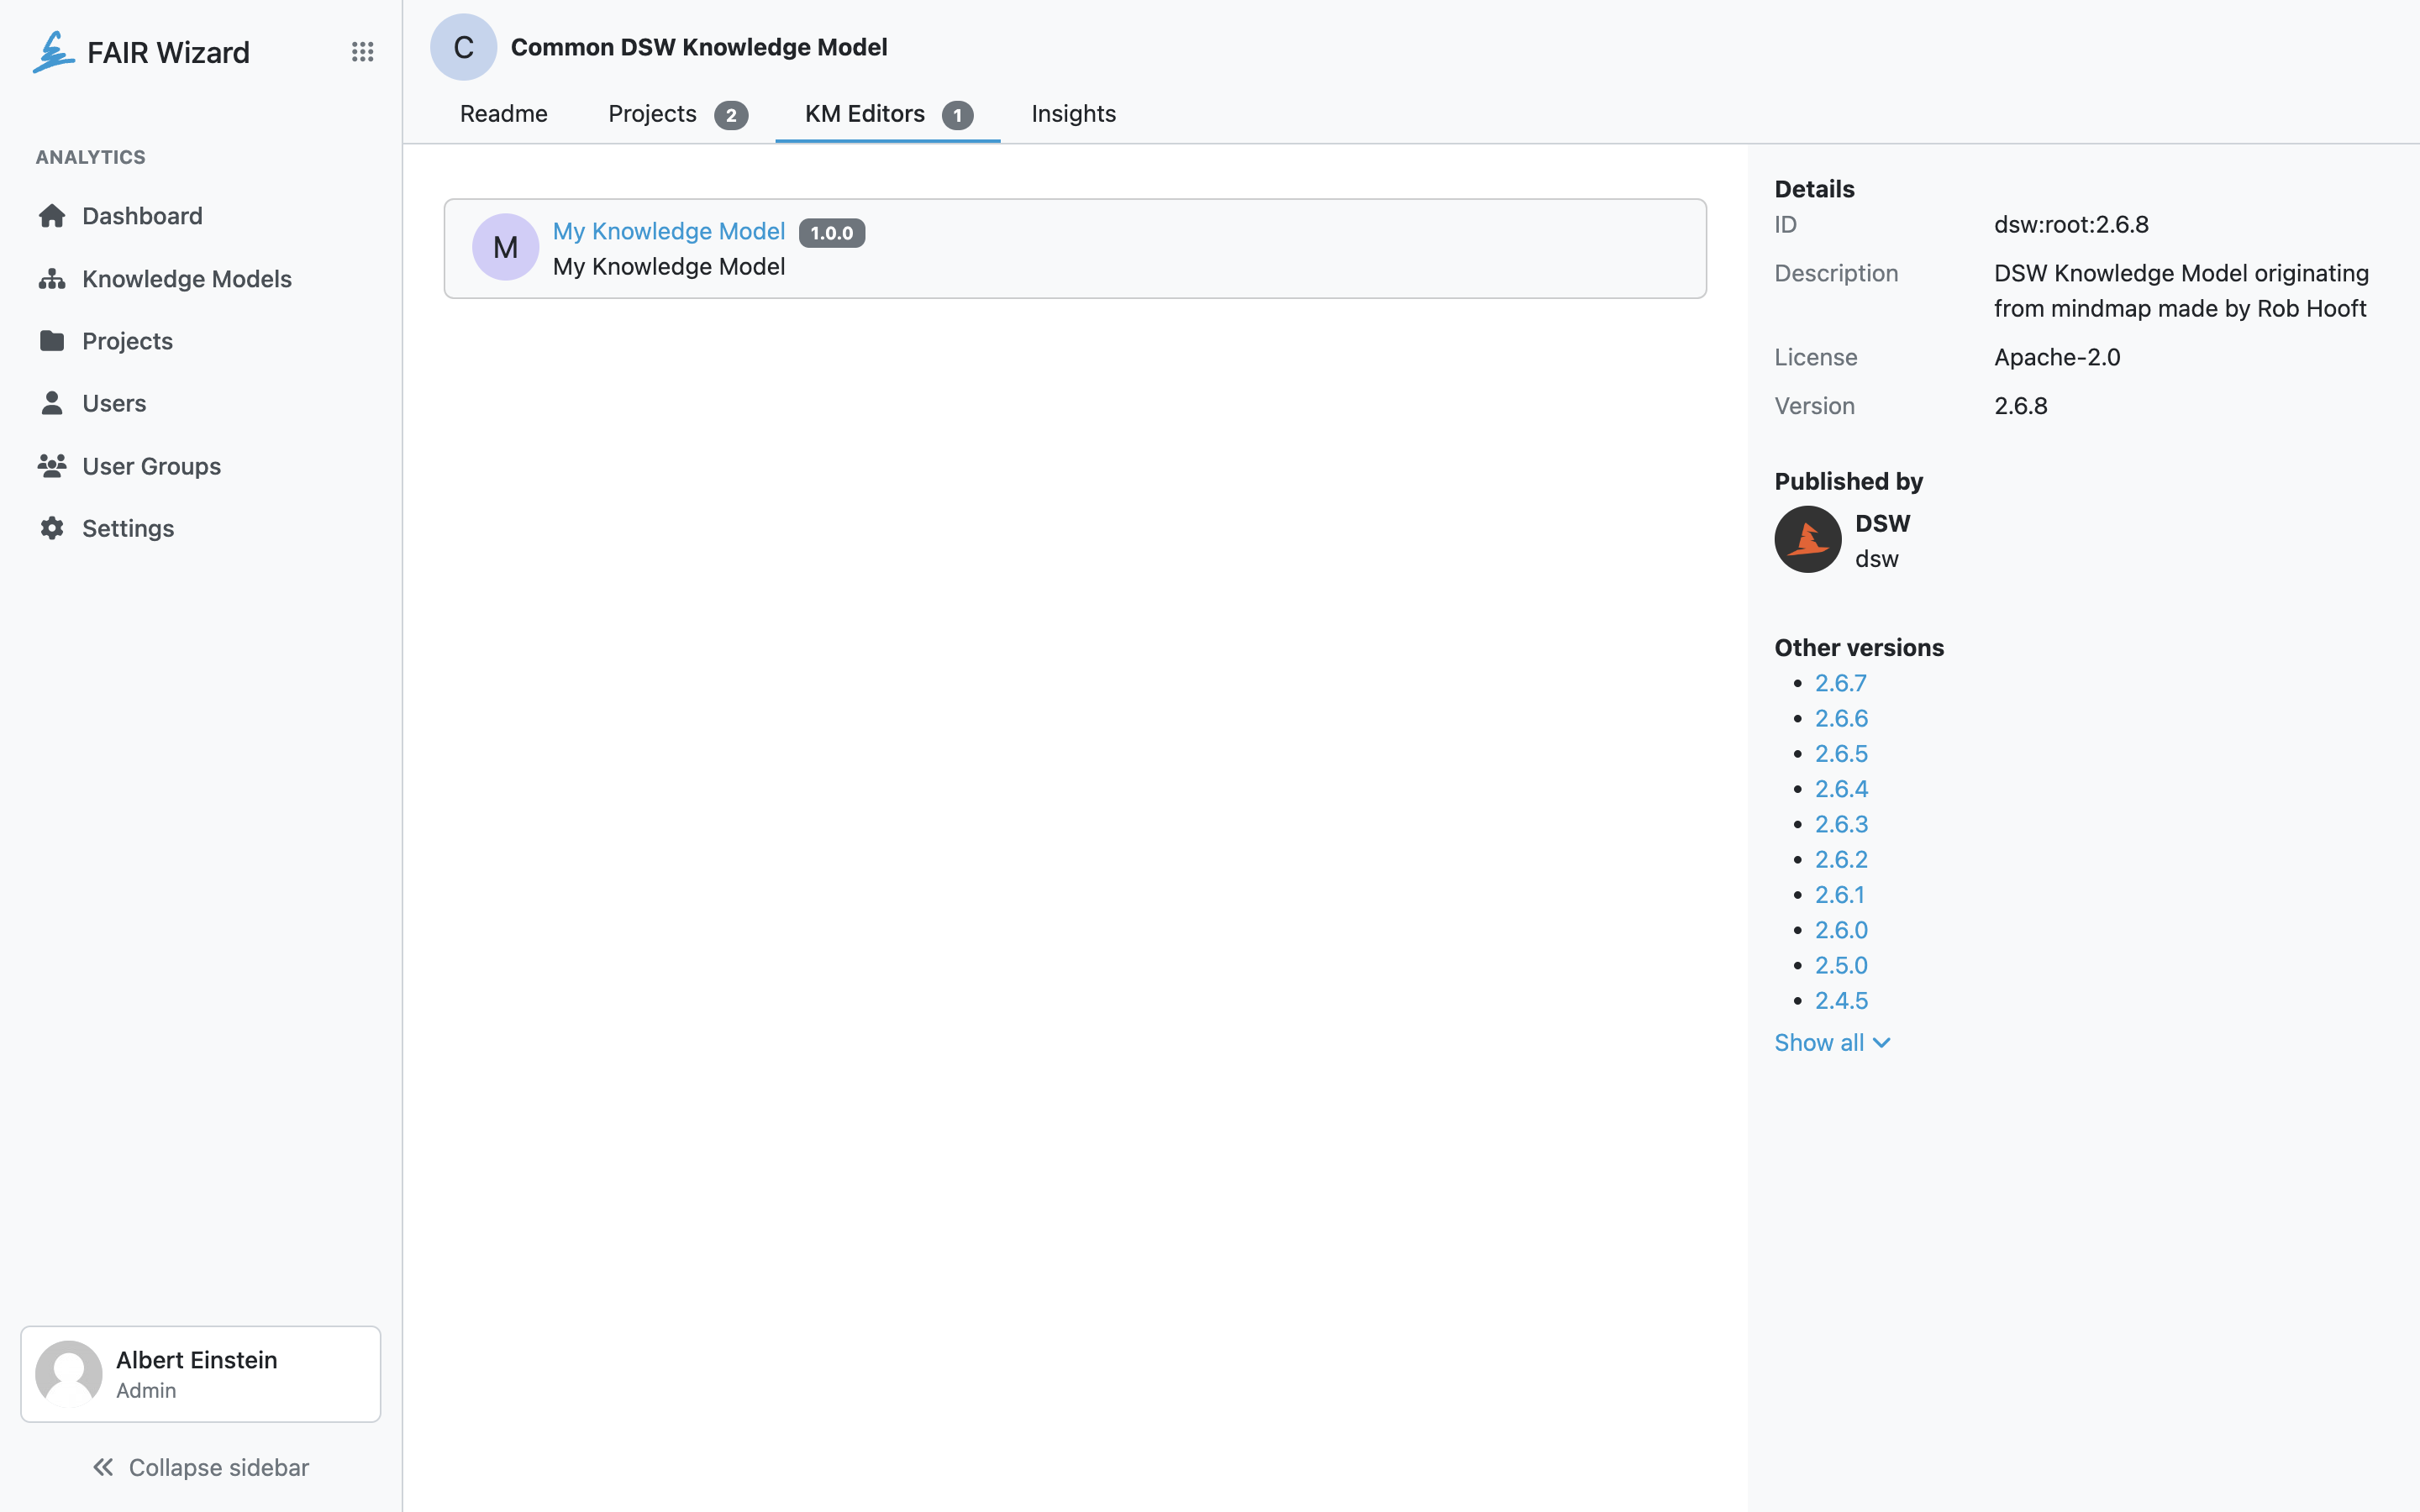 FAIR Wizard
ANALYTICS
Dashboard
Knowledge Models
Projects
Users
User Groups
Settings
Albert Einstein
Admin
Collapse sidebar
C
Common DSW Knowledge Model
Readme
Projects 2
KM Editors 1
Insights
M
My Knowledge Model 1.0.0
My Knowledge Model
Details
ID dsw:root:2.6.8
Description DSW Knowledge Model originating
from mindmap made by Rob Hooft
License Apache-2.0
Version 2.6.8
Published by
DSW
dsw
Other versions
2.6.7
2.6.6
2.6.5
2.6.4
2.6.3
2.6.2
2.6.1
2.6.0
2.5.0
2.4.5
Show all